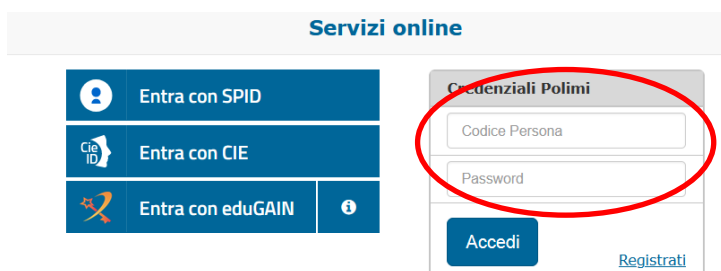 Servizi online
Entra con SPID
Cie
ID
Entra con CIE
Entra con eduGAIN
i
Credenziali Polimi
Codice Persona
Password
Accedi
Registrati